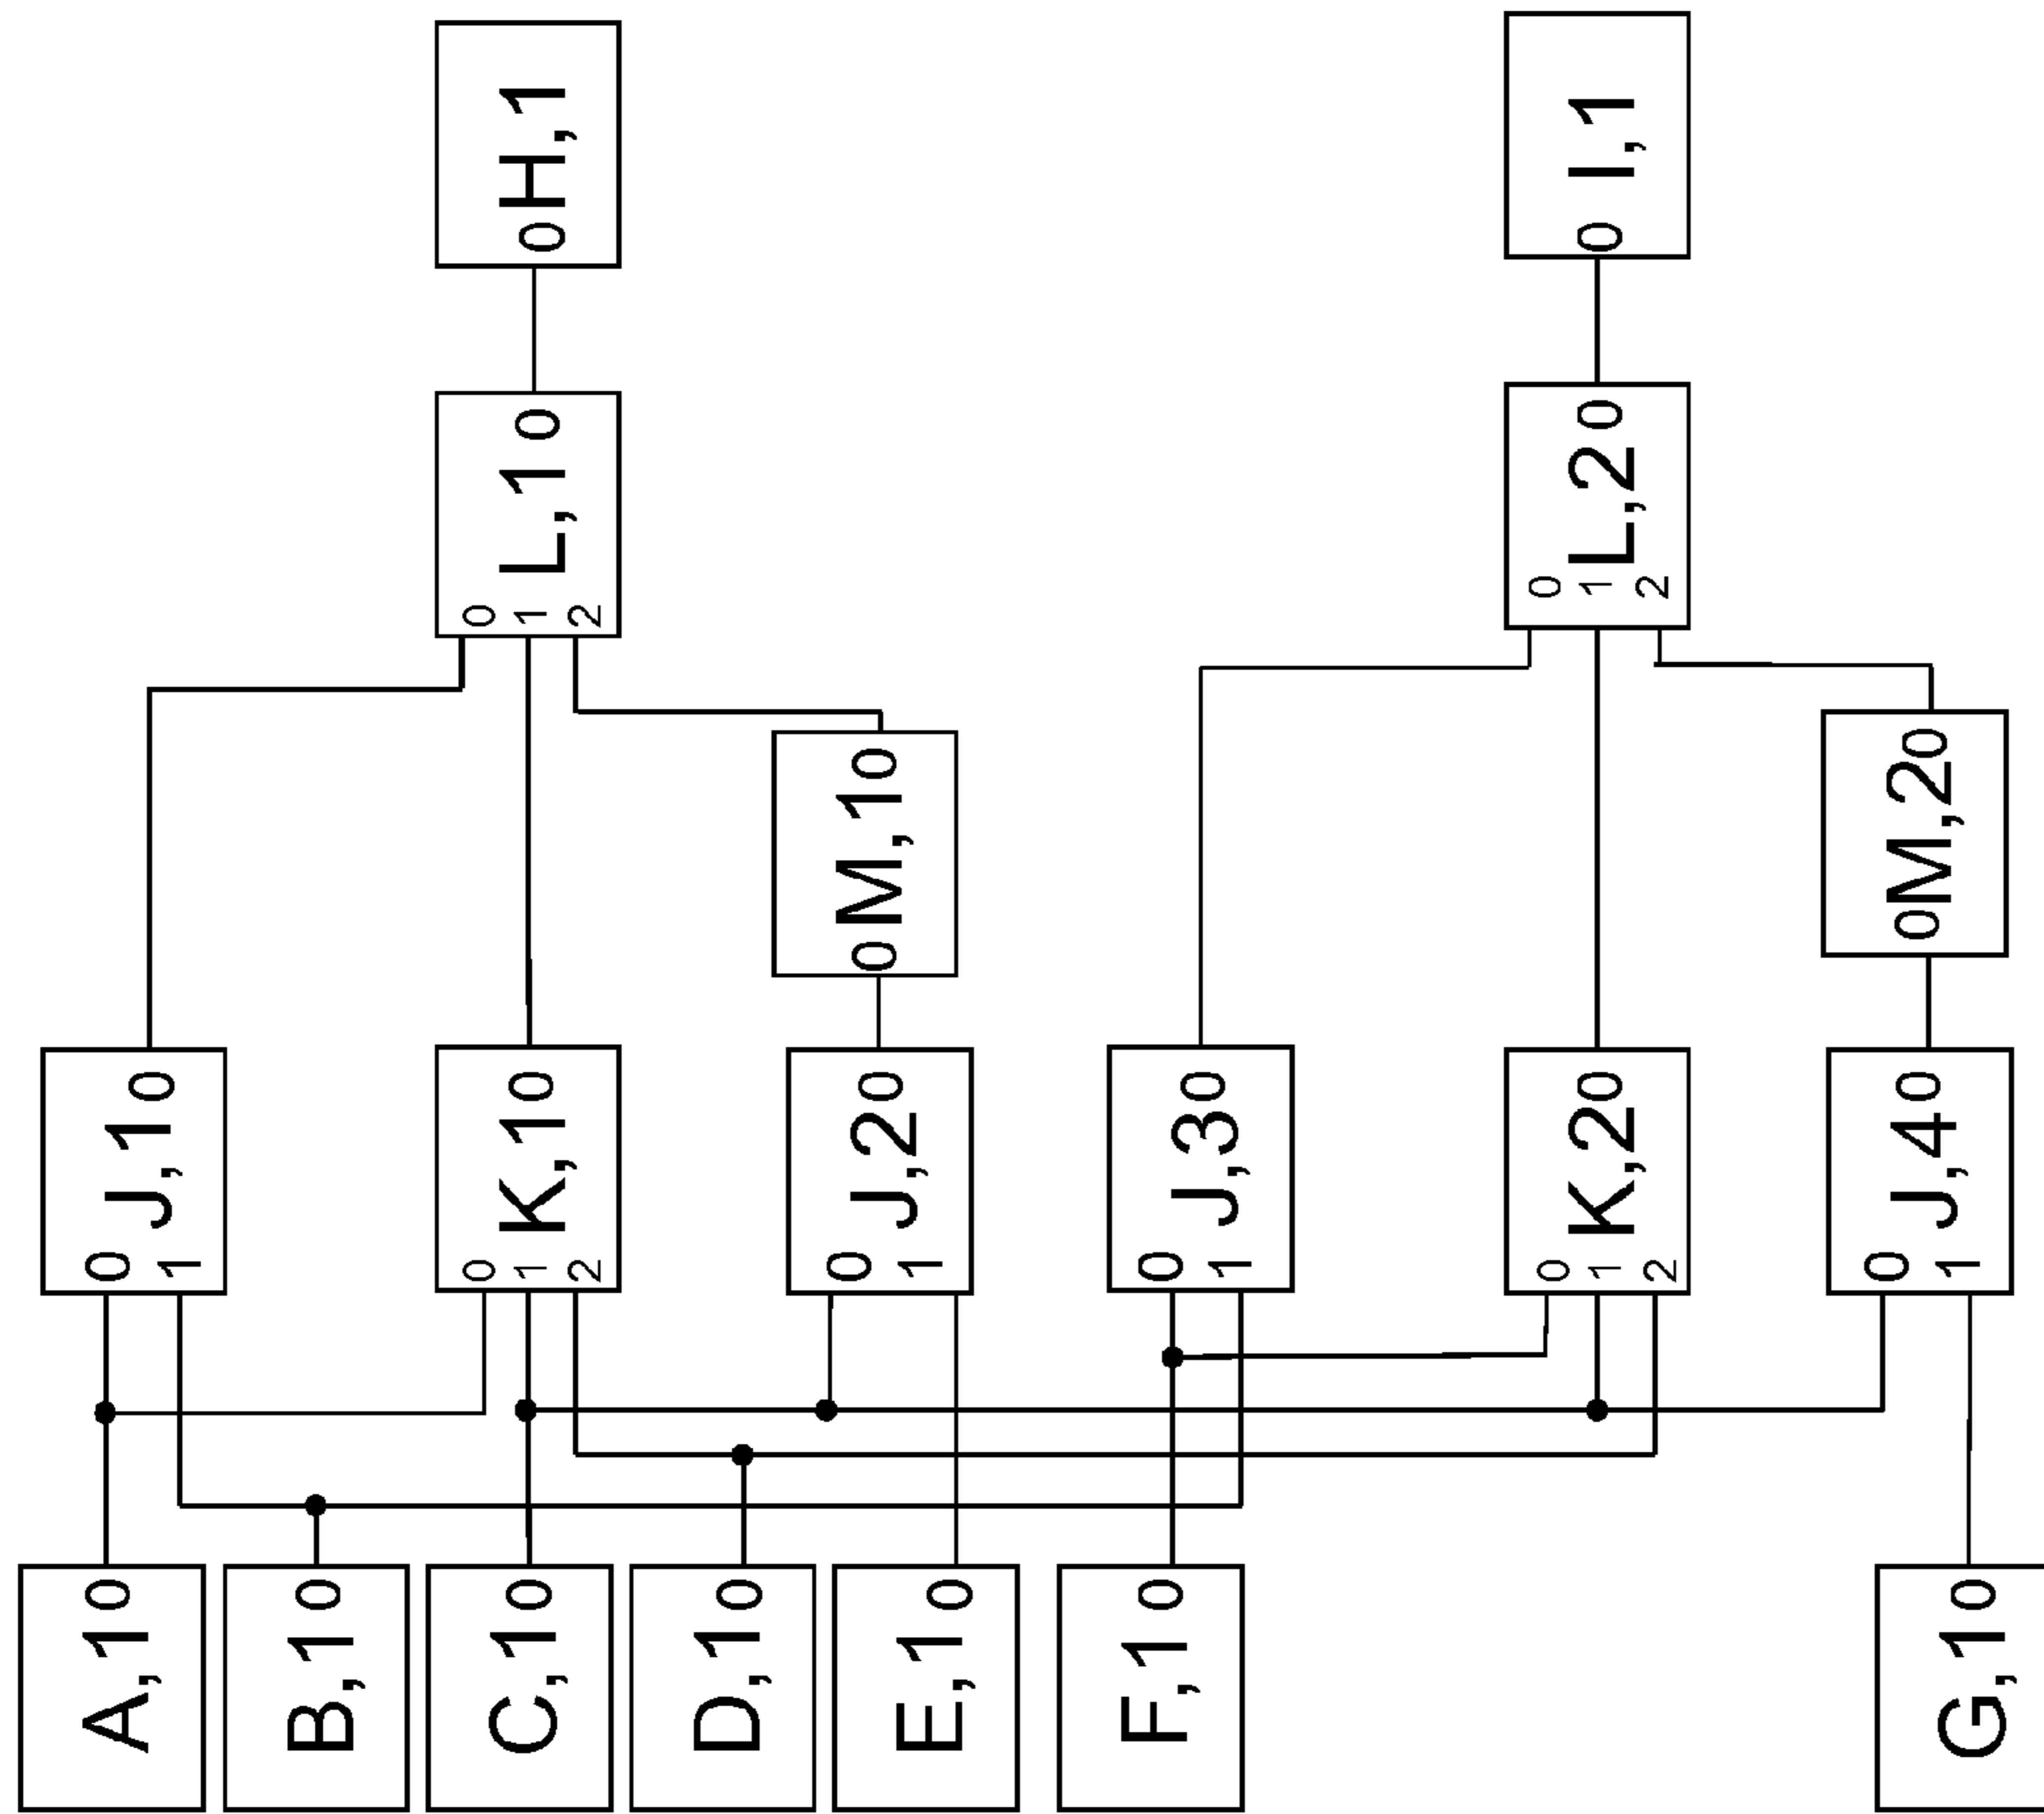 0 H,1
0 I,1
0 1 2 L,1 0
0 1 2 L,2 0
0 M,1 0
0 M,2 0
0 1 J,1 0
0 1 2 K,1 0
0 1 J,2 0
0 1 J,3 0
0 1 2 K,2 0
0 1 J,4 0
A,1 0
B,1 0
C,1 0
D,1 0
E,1 0
F,1 0
G,1 0